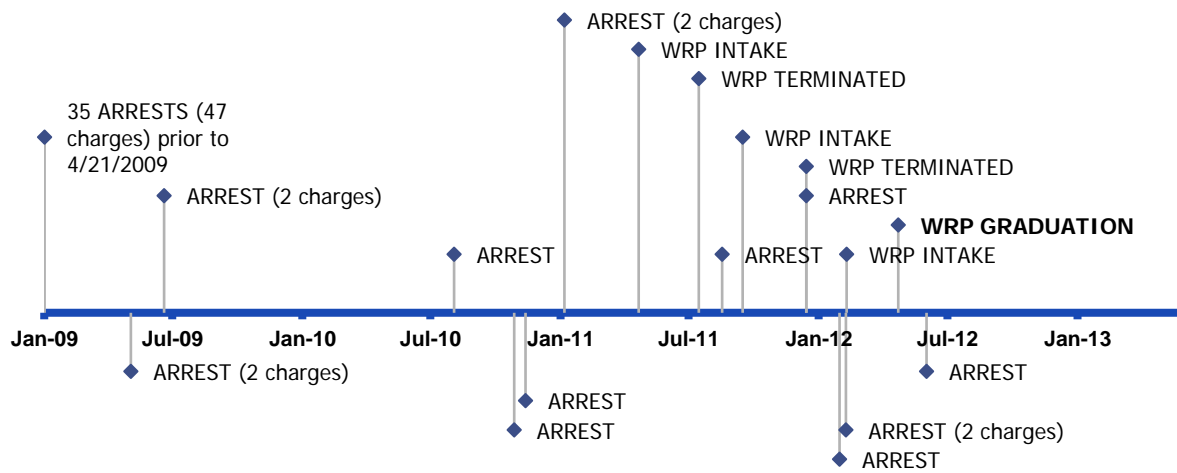 ARREST (2 charges)
WRP INTAKE
WRP TERMINATED
35 ARRESTS (47
charges) prior to
4/21/2009
WRP INTAKE
WRP TERMINATED
ARREST (2 charges)
ARREST
WRP GRADUATION
ARREST
ARREST
WRP INTAKE
Jan-09
Jul-09
Jan-10
Jul-10
Jan-11
Jul-11
Jan-12
Jul-12
Jan-13
ARREST (2 charges)
ARREST
ARREST
ARREST
ARREST (2 charges)
ARREST